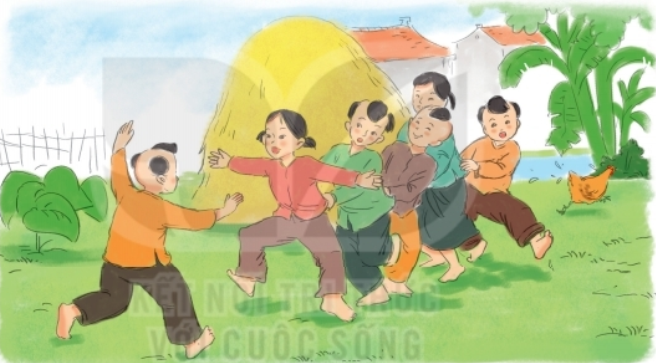 KẾT NỐI TRI THỨC
VỚI CUỘC SỐNG